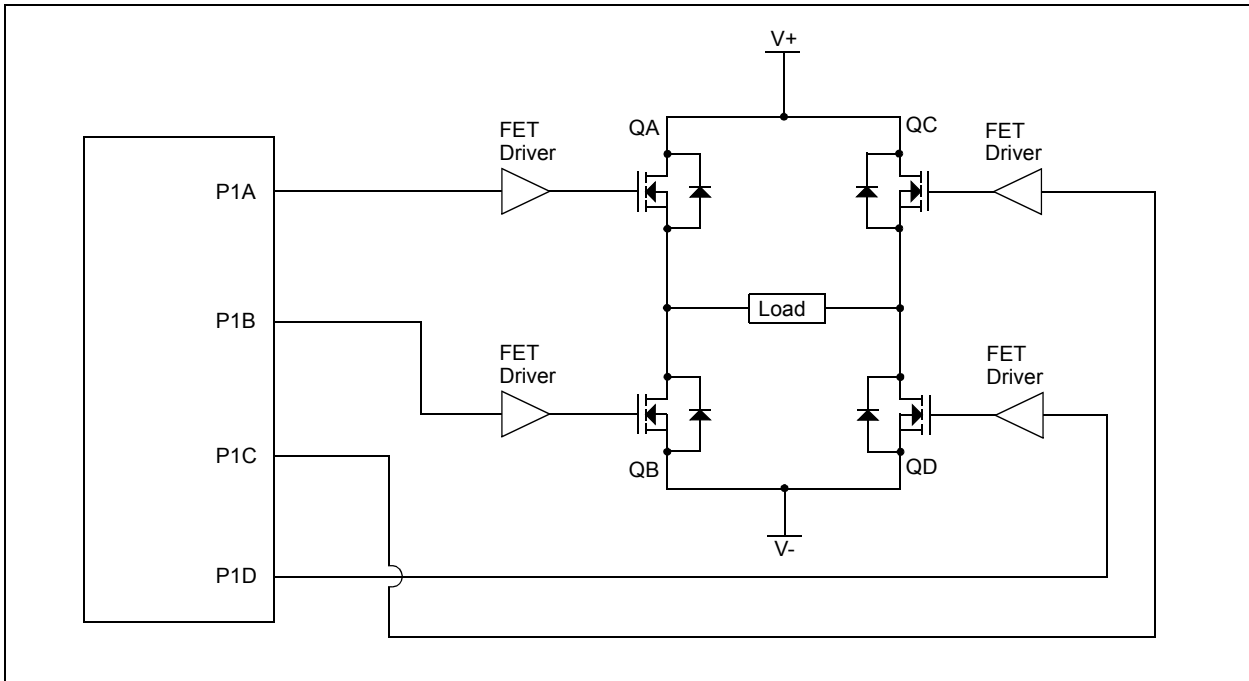 V+
QA
QC
FET
Driver
FET
Driver
P1A
Load
P1B
FET
Driver
FET
Driver
P1C
QB
QD
V-
P1D